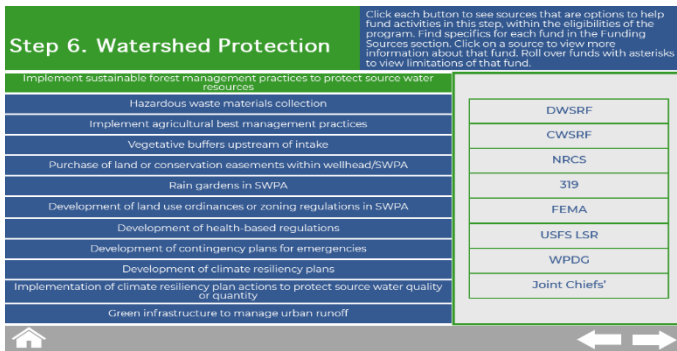 Step 6. Watershed Protection
Click each button to see sources that are options to help
fund activities in this step, within the eligibilities of the
program. Find specifics for each fund in the Funding
Sources section. Click on a source to view more
information about that fund. Roll over funds with asterisks
to view limitations of that fund.
Implement sustainable forest management practices to protect source water
resources
Hazardous waste materials collection
Implement agricultural best management practices
Vegetative buffers upstream of intake
Purchase of land or conservation easements within wellhead/SWPA
Rain gardens in SWPA
Development of land use ordinances or zoning regulations in SWPA
Development of health-based regulations
Development of contingency plans for emergencies
Development of climate resiliency plans
Implementation of climate resiliency plan actions to protect source water quality
or quantity
Green infrastructure to manage urban runoff
DWSRF
CWSRF
NRCS
319
FEMA
USFS LSR
WPDG
Joint Chiefs'